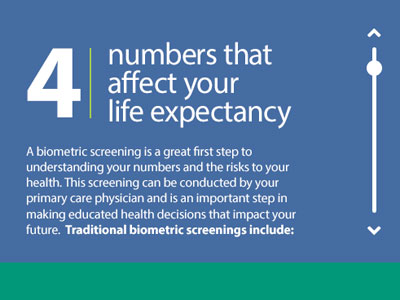 4
numbers that
affect your
life expectancy
A biometric screening is a great first step to
understanding your numbers and the risks to your
health. This screening can be conducted by your
primary care physician and is an important step in
making educated health decisions that impact your
future. Traditional biometric screenings include: